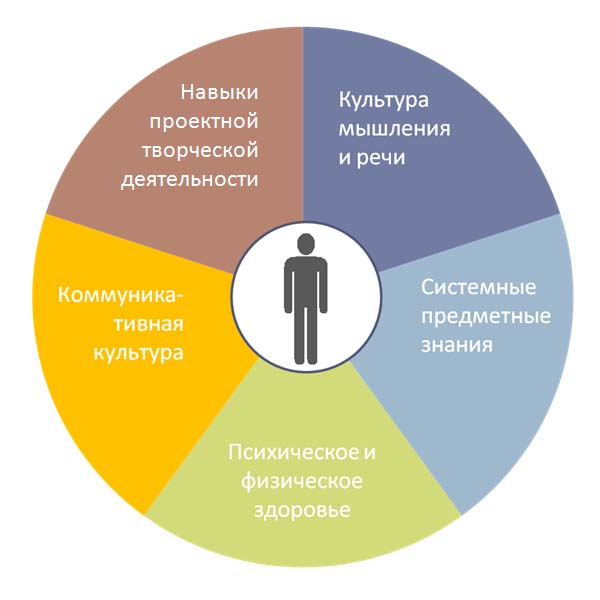 Навыки
проектной
творческой
деятельности
Культура
мышления
и речи
Системные
предметные
знания
Психическое и
физическое
здоровье
Коммуника-
тивная
культура